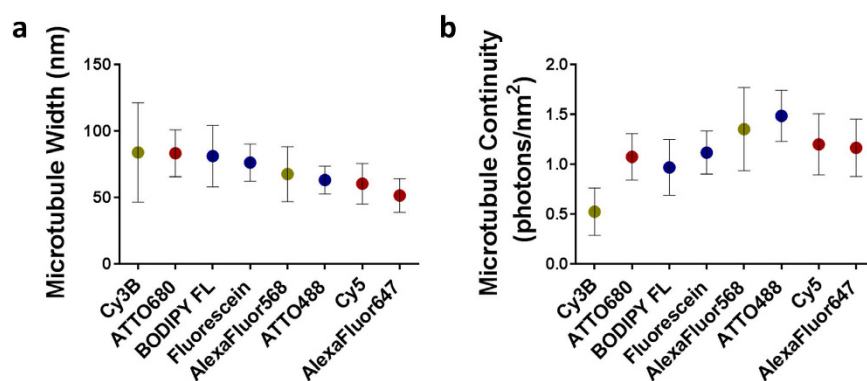 a
Microtubule Width (nm)
150
100
50
0
Cy3B
ATTO680
BODIPY FL
Fluorescein
AlexaFluor568
ATTO488
Cy5
AlexaFluor647
b
Microtubule Continuity
(photons/nm²)
2.0
1.5
1.0
0.5
0.0
Cy3B
ATTO680
BODIPY FL
Fluorescein
AlexaFluor568
ATTO488
Cy5
AlexaFluor647